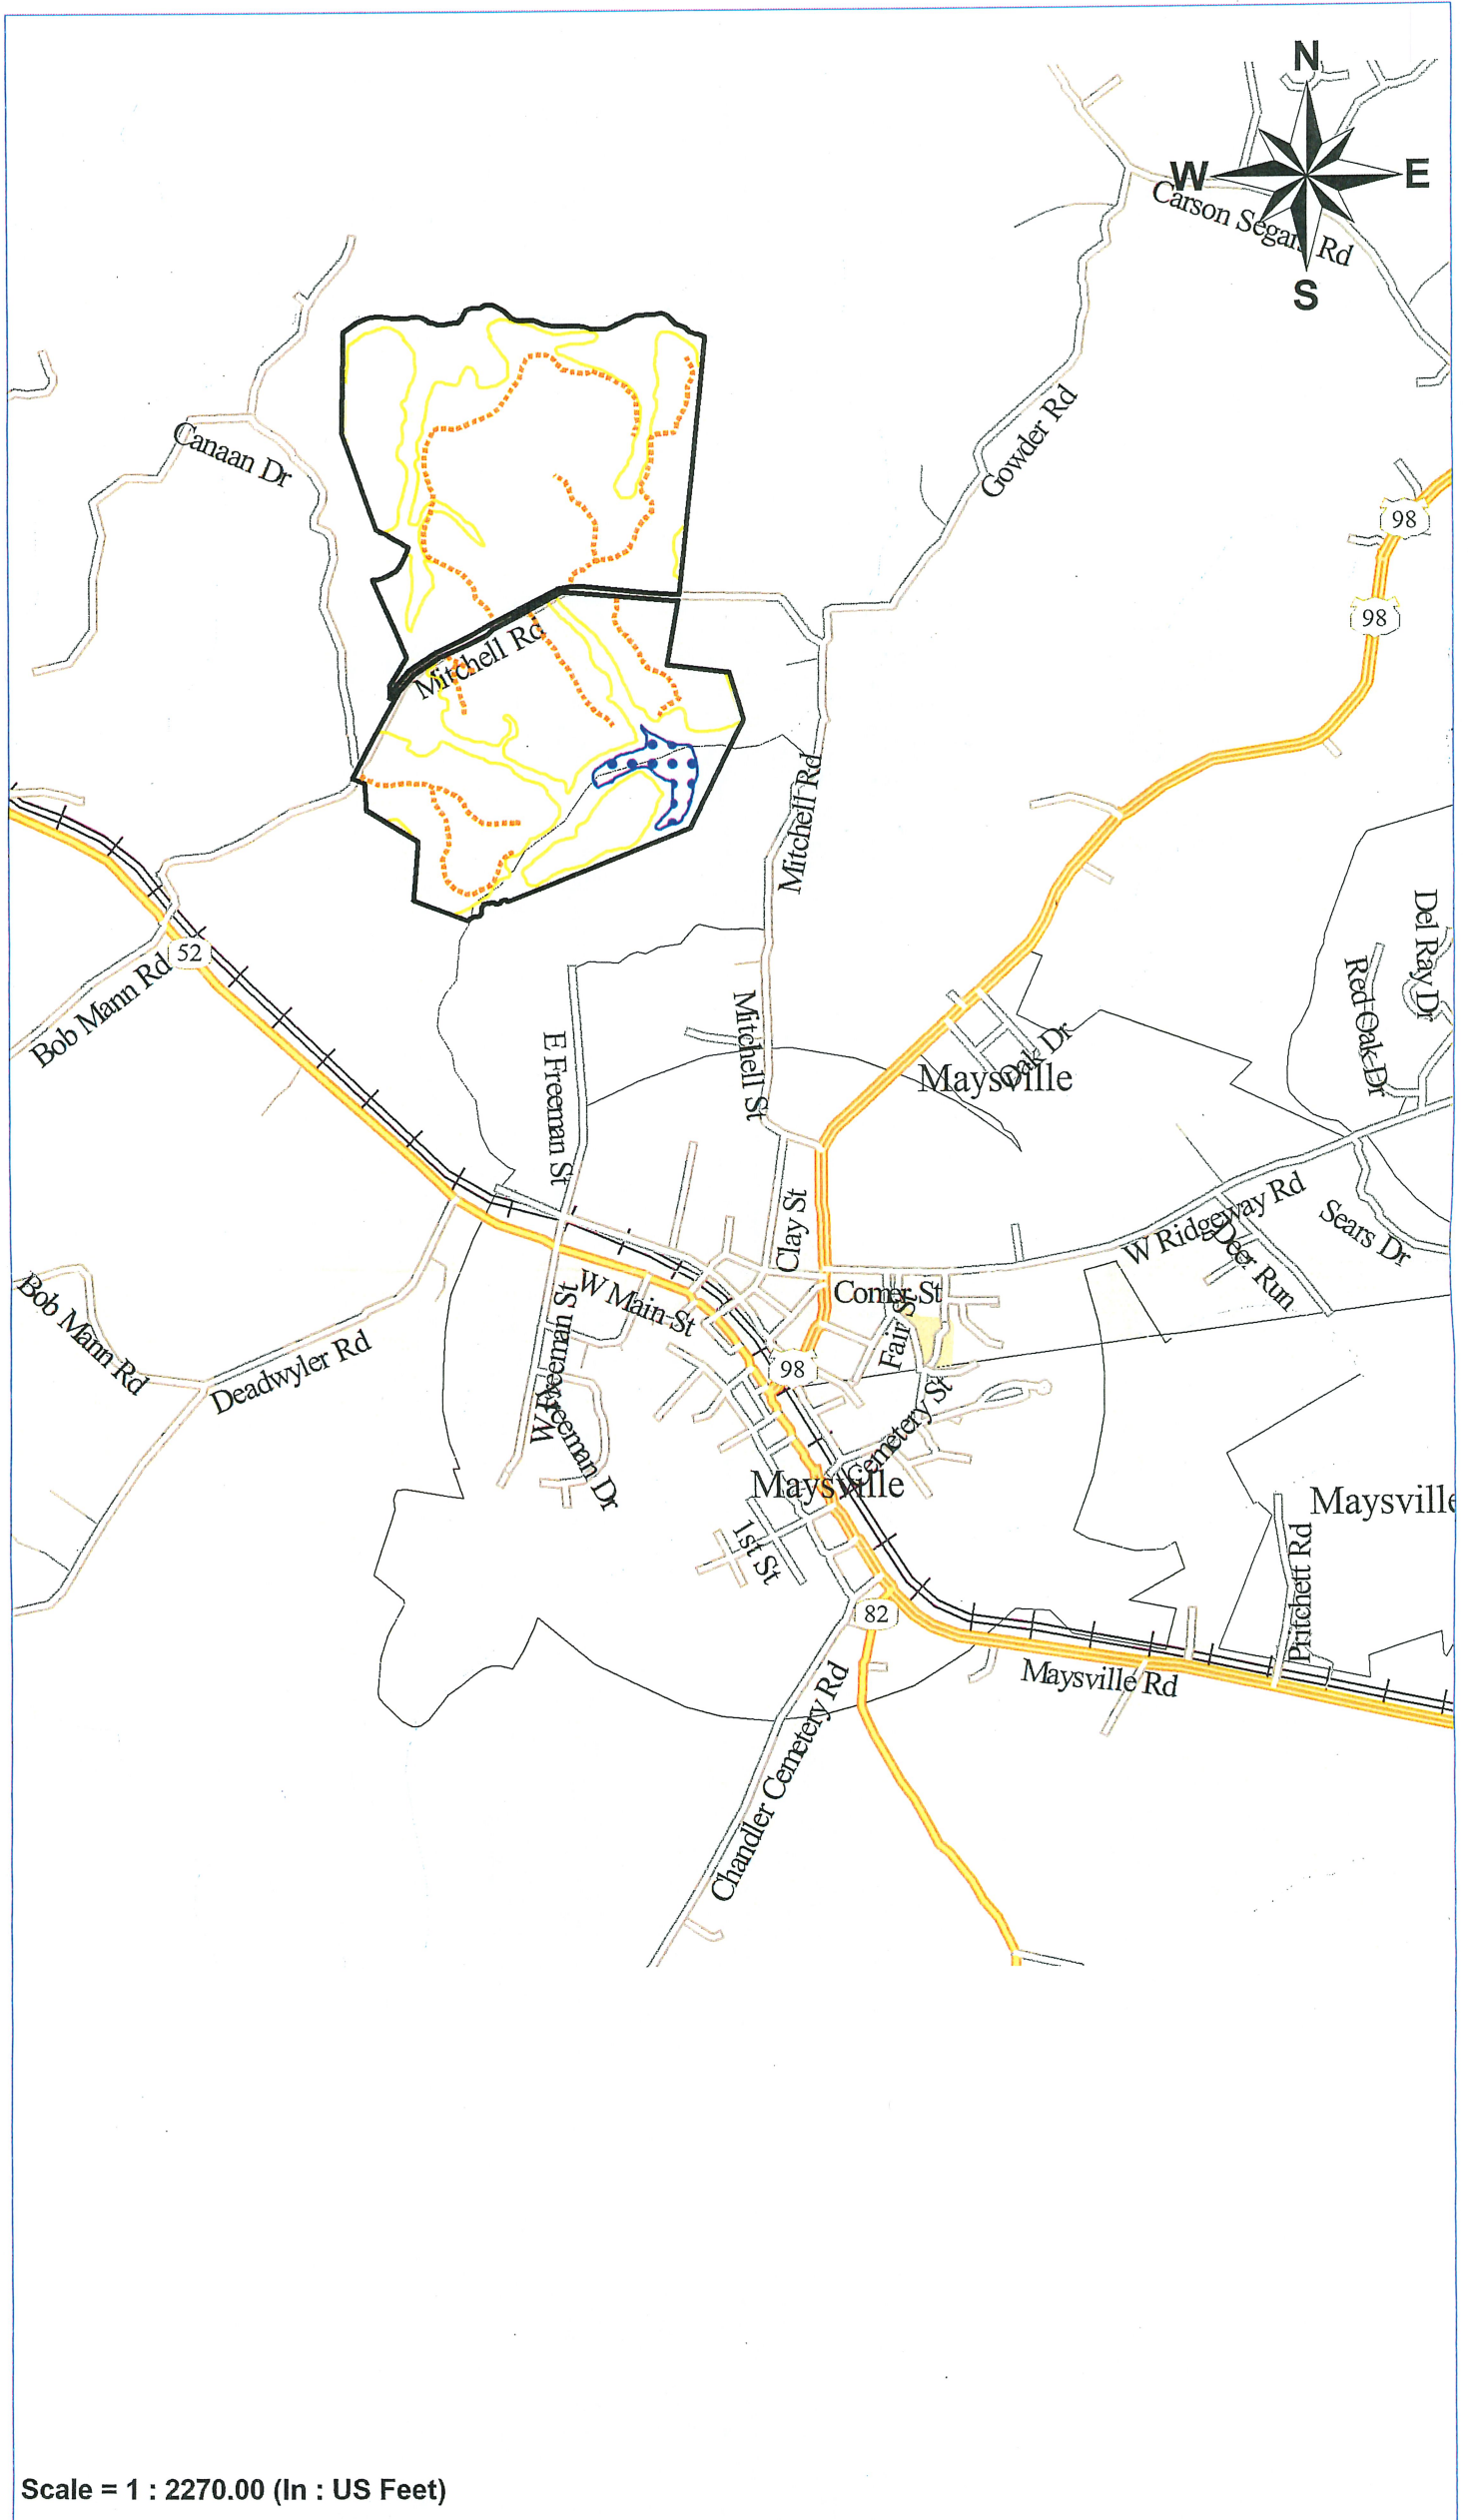 N
W
E
Carson Segars Rd
S
Gowder Rd
Canaan Dr
98
98
Mitchell Rd
Mitchell Rd
Del Ray Dr
Red Oak Dr
52
Bob Mann Rd
Mitchell St
E Freeman St
Oak Dr
Maysville
Clay St
W Ridgeway Rd
Sears Dr
Deer Run
Bob Mann Rd
W Main St
Comer St
Fair St
Deadwyler Rd
98
W Freeman St
Freeman Dr
Cemetery St
Maysville
Maysville
1st St
Pritchett Rd
82
Maysville Rd
Chandler Cemetery Rd
Scale = 1 : 2270.00 (In : US Feet)